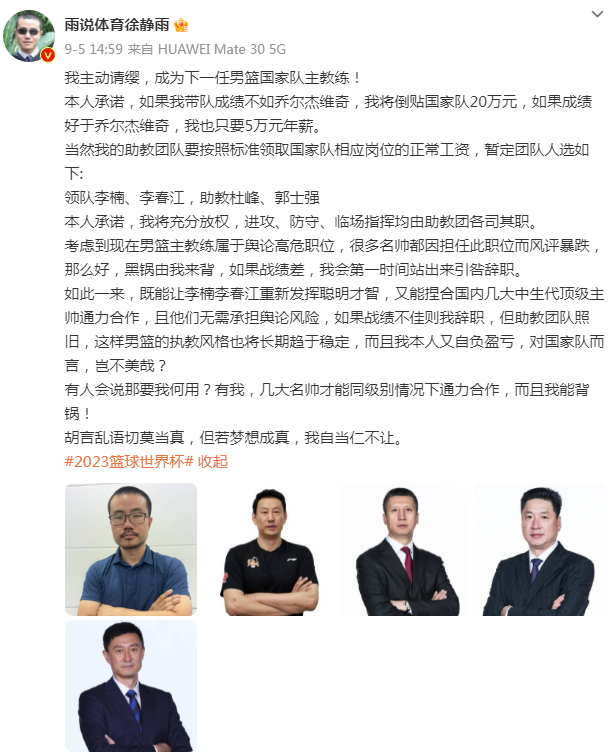 雨说体育徐静雨
9-5 14:59 来自 HUAWEI Mate 30 5G
我主动请缨，成为下一任男篮国家队主教练！
本人承诺，如果我带队成绩不如乔尔杰维奇，我将倒贴国家队20万元，如果成绩
好于乔尔杰维奇，我也只要5万元年薪。
当然我的助教团队要按照标准领取国家队相应岗位的正常工资，暂定团队人选如
下:
领队李楠、李春江，助教杜峰、郭士强
本人承诺，我将充分放权，进攻、防守、临场指挥均由助教团各司其职。
考虑到现在男篮主教练属于舆论高危职位，很多名帅都因担任此职位而风评暴跌，
那么好，黑锅由我来背，如果战绩差，我会第一时间站出来引咎辞职。
如此一来，既能让李楠李春江重新发挥聪明才智，又能捏合国内几大中生代顶级主
帅通力合作，且他们无需承担舆论风险，如果战绩不佳则我辞职，但助教团队照
旧，这样男篮的执教风格也将长期趋于稳定，而且我本人又自负盈亏，对国家队而
言，岂不美哉？
有人会说那要我何用？有我，几大名帅才能同级别情况下通力合作，而且我能背
锅！
胡言乱语切莫当真，但若梦想成真，我自当仁不让。
#2023篮球世界杯# 收起